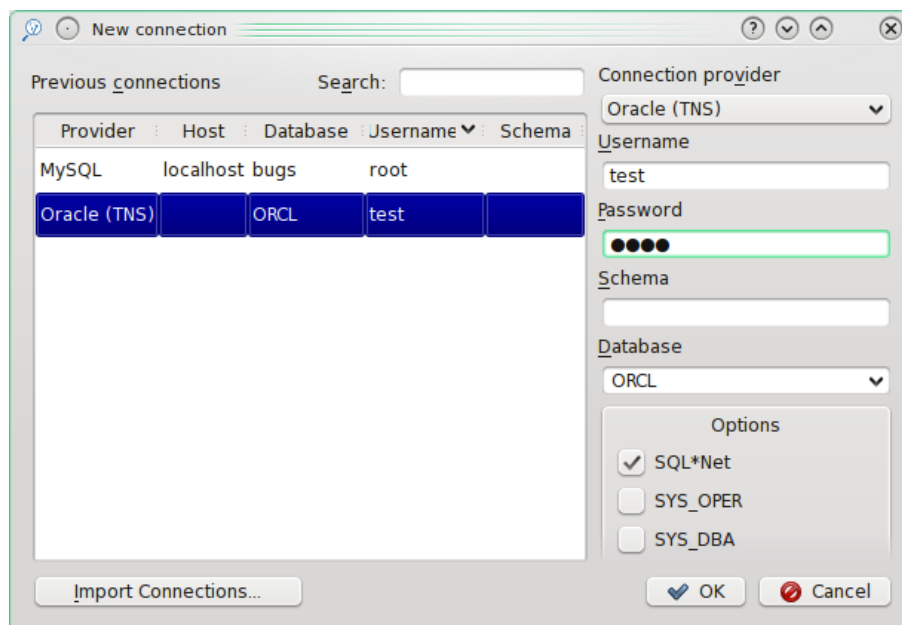 New connection
Previous connections Search:
Provider Host Database Username Schema
MySQL localhost bugs root
Oracle (TNS) ORCL test
Import Connections...
Connection provider
Oracle (TNS)
Username
test
Password
●●●●
Schema
Database
ORCL
Options
SQL*Net
SYS_OPER
SYS_DBA
OK Cancel